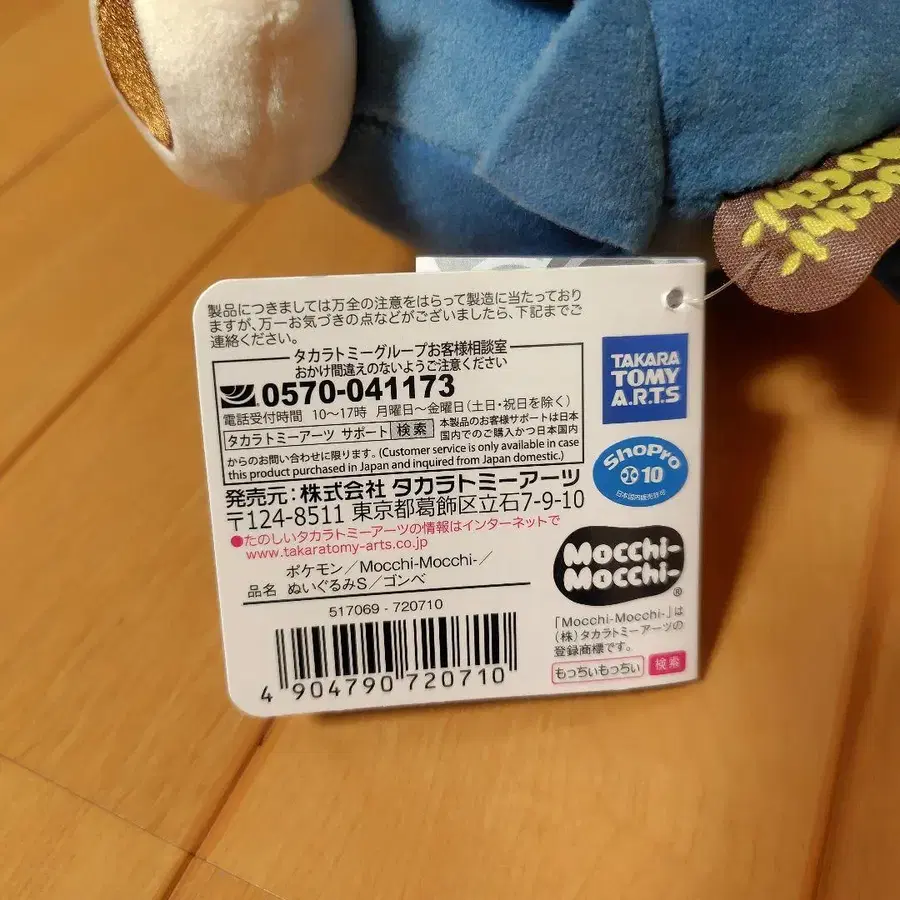 製品につきましては万全の注意をはらって製造に当たっており
ますが、万一お気づきの点などがございましたら、下記までご
連絡ください。
タカラトミーグループお客様相談室
おかけ間違えのないようご注意ください
0570-041173
電話受付時間 10〜17時 月曜日〜金曜日(土日・祝日を除く)
タカラトミーアーツ サポート 検索
本製品のお客様サポートは日本
国内でのご購入かつ日本国内
からのお問い合わせに限ります。(Customer service is only available in case
this product purchased in Japan and inquired from Japan domestic.)
発売元:株式会社 タカラトミーアーツ
〒124-8511 東京都葛飾区立石7-9-10
●たのしいタカラトミーアーツの情報はインターネットで
www.takaratomy-arts.co.jp
ポケモン/Mocchi-Mocchi-/
品名 ぬいぐるみS/ゴンベ
517069-720710
4 904790 720710
TAKARA
TOMY
A.R.T.S
ShoPro
10
日本国内販売許可
Mocchi-
Mocchi-
®
「Mocchi-Mocchi-」は
(株)タカラトミーアーツの
登録商標です。
もっちぃもっちぃ 検索
Mocchi-
Mocchi-